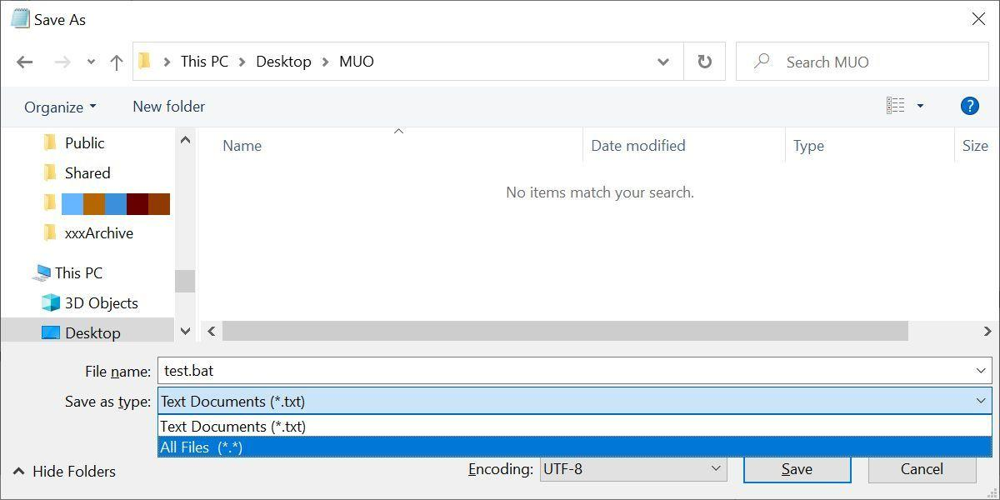 Save As
This PC Desktop MUO
Search MUO
Organize New folder
?
Public
Shared
xxxArchive
This PC
3D Objects
Desktop
Name Date modified Type Size
No items match your search.
File name: test.bat
Save as type: Text Documents (*.txt)
Text Documents (*.txt)
All Files (*.*)
Hide Folders Encoding: UTF-8 Save Cancel